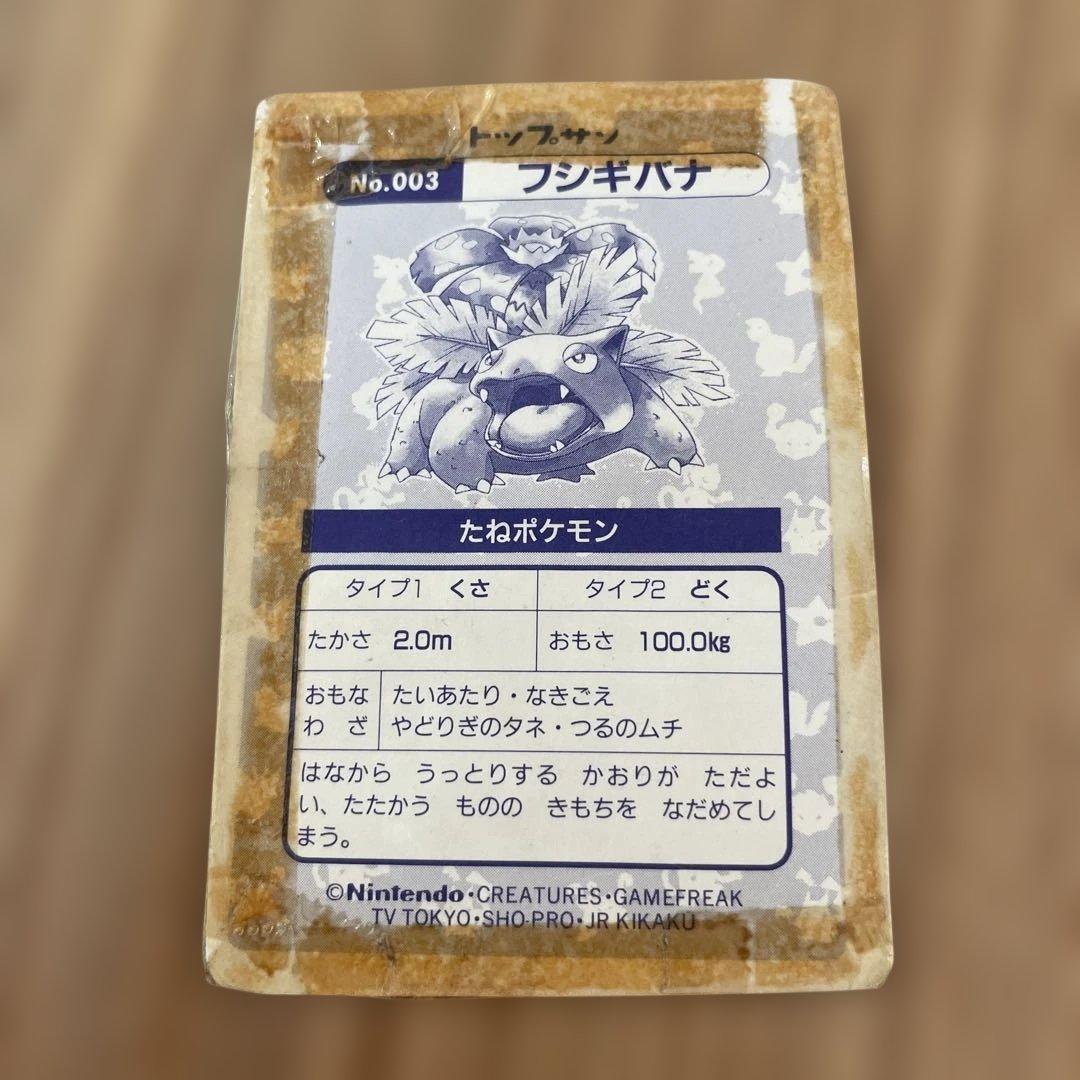 トップサン
No.003 フシギバナ
たねポケモン
タイプ1 くさ タイプ2 どく
たかさ 2.0m おもさ 100.0kg
おもな たいあたり・なきごえ
わ ざ やどりぎのタネ・つるのムチ
はなから うっとりする かおりが ただよ
い、たたかう ものの きもちを なだめてし
まう。
©Nintendo・CREATURES・GAMEFREAK
TV TOKYO・SHO-PRO・JR KIKAKU